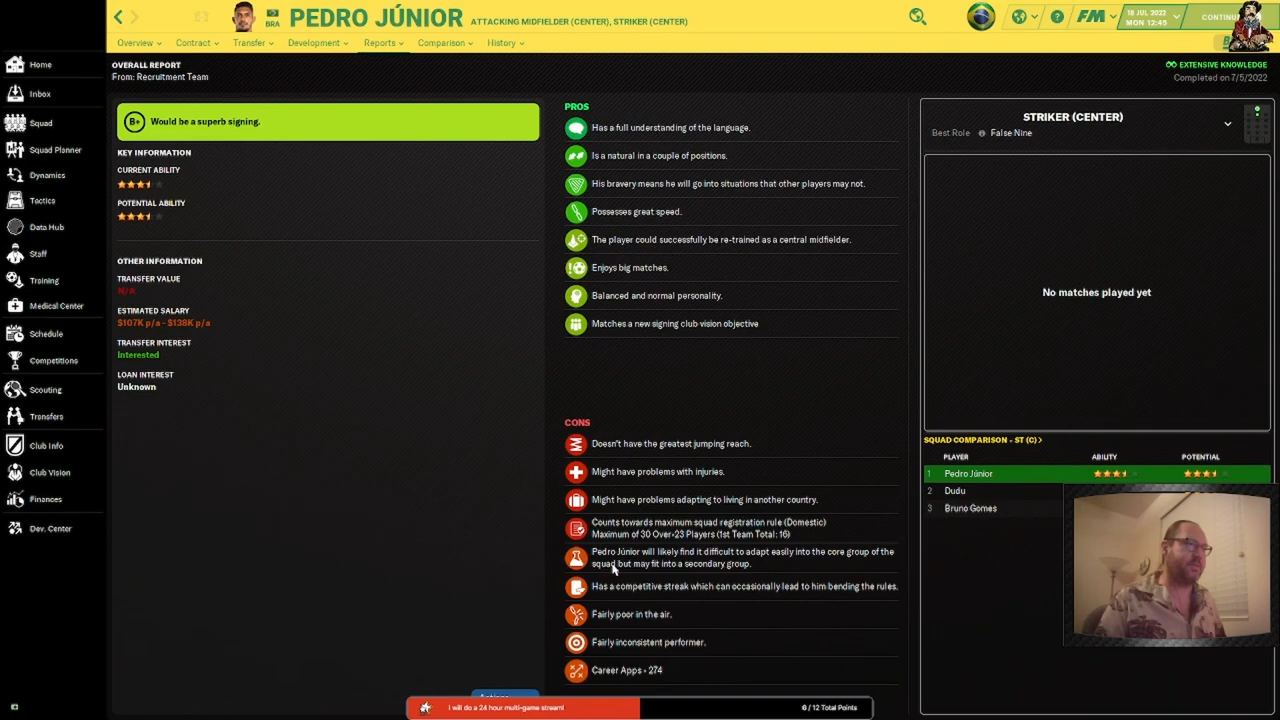 BRA
PEDRO JÚNIOR
ATTACKING MIDFIELDER (CENTER), STRIKER (CENTER)
FM
18 JUL 2022
MON 12:45
Overview
Contract
Transfer
Development
Reports
Comparison
History
Home
Inbox
Squad
Squad Planner
Dynamics
Tactics
Data Hub
Staff
Training
Medical Center
Schedule
Competitions
Scouting
Transfers
Club Info
Club Vision
Finances
Dev. Center
OVERALL REPORT
From: Recruitment Team
EXTENSIVE KNOWLEDGE
Completed on 7/5/2022
B+ Would be a superb signing.
KEY INFORMATION
CURRENT ABILITY
POTENTIAL ABILITY
OTHER INFORMATION
TRANSFER VALUE
N/A
ESTIMATED SALARY
$107K p/a - $138K p/a
TRANSFER INTEREST
Interested
LOAN INTEREST
Unknown
PROS
Has a full understanding of the language.
Is a natural in a couple of positions.
His bravery means he will go into situations that other players may not.
Possesses great speed.
The player could successfully be re-trained as a central midfielder.
Enjoys big matches.
Balanced and normal personality.
Matches a new signing club vision objective
CONS
Doesn't have the greatest jumping reach.
Might have problems with injuries.
Might have problems adapting to living in another country.
Counts towards maximum squad registration rule (Domestic)
Maximum of 30 Over-23 Players (1st Team Total: 16)
Pedro Júnior will likely find it difficult to adapt easily into the core group of the
squad but may fit into a secondary group.
Has a competitive streak which can occasionally lead to him bending the rules.
Fairly poor in the air.
Fairly inconsistent performer.
Career Apps - 274
STRIKER (CENTER)
Best Role False Nine
No matches played yet
SQUAD COMPARISON - ST (C) >
PLAYER ABILITY POTENTIAL
1 Pedro Júnior
2 Dudu
3 Bruno Gomes
I will do a 24 hour multi-game stream!
6 / 12 Total Points